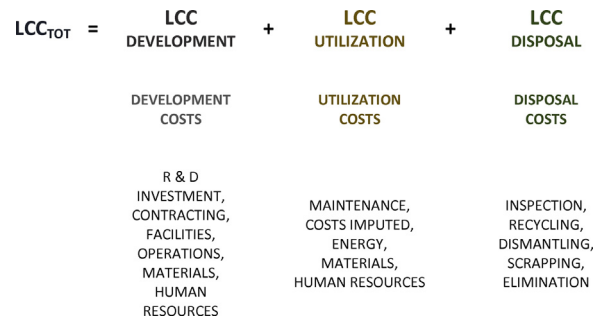 LCC_TOT = LCC DEVELOPMENT + LCC UTILIZATION + LCC DISPOSAL
DEVELOPMENT
COSTS
UTILIZATION
COSTS
DISPOSAL
COSTS
R & D
INVESTMENT,
CONTRACTING,
FACILITIES,
OPERATIONS,
MATERIALS,
HUMAN
RESOURCES
MAINTENANCE,
COSTS IMPUTED,
ENERGY,
MATERIALS,
HUMAN RESOURCES
INSPECTION,
RECYCLING,
DISMANTLING,
SCRAPPING,
ELIMINATION